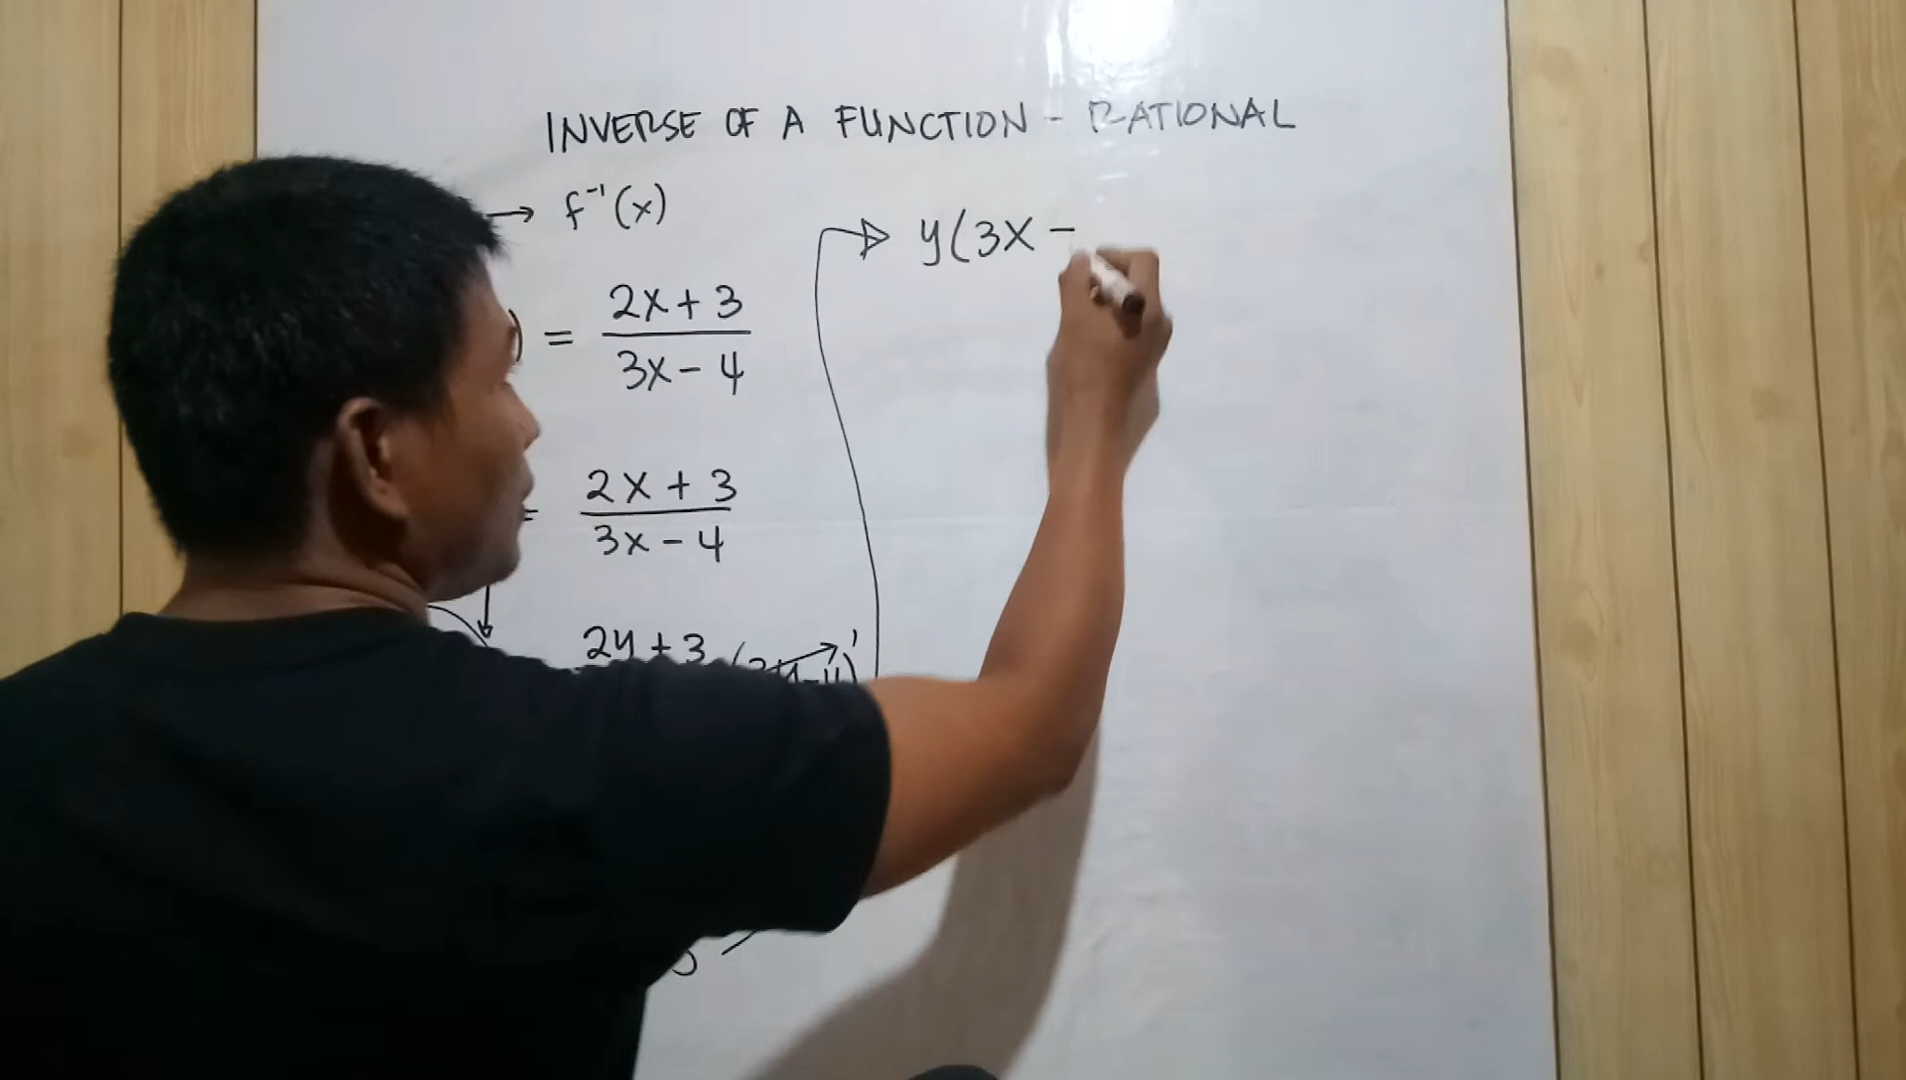 INVERSE OF A FUNCTION - RATIONAL
→ f⁻¹(x)
) = 2x + 3
3x - 4
= 2x + 3
3x - 4
2y + 3
y(3x -